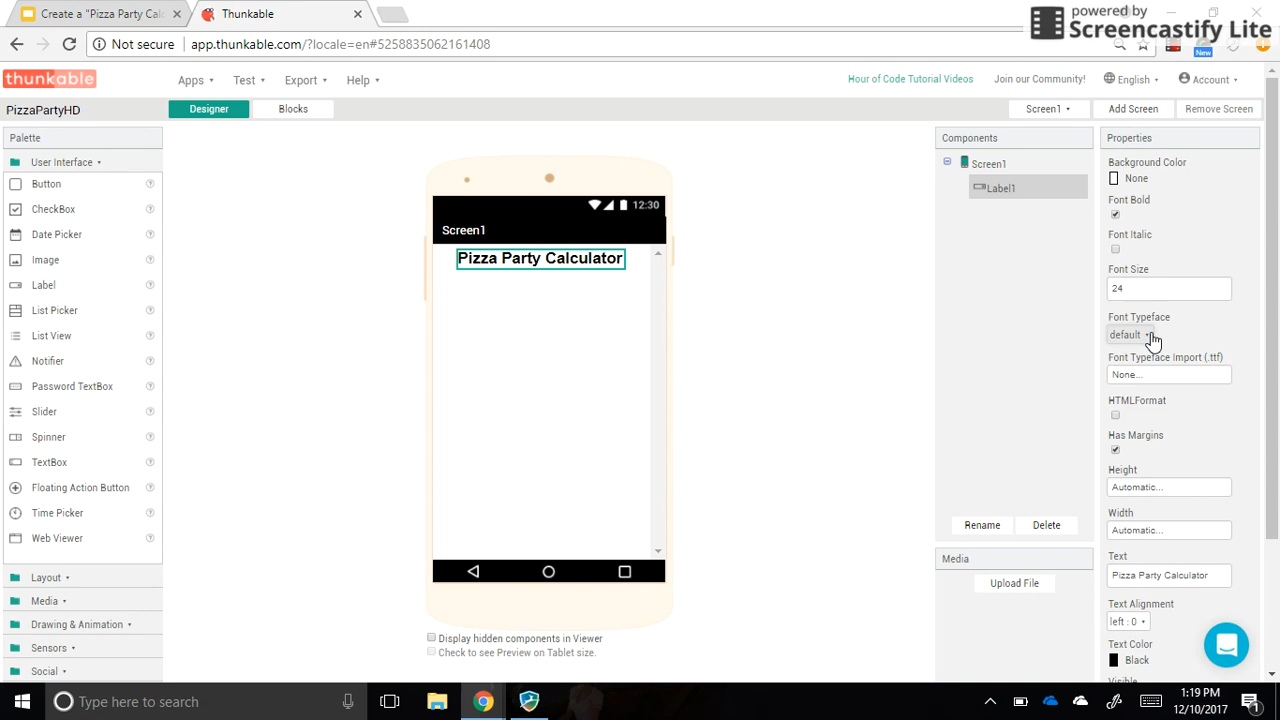 powered by
Screencastify Lite
Create a "Pizza Party Cal
Thunkable
Not secure
app.thunkable.com/?locale=en#5258835062161408
New
thunkable
Apps
Test
Export
Help
Hour of Code Tutorial Videos
Join our Community!
English
Account
PizzaPartyHD
Designer
Blocks
Screen1
Add Screen
Remove Screen
Palette
User Interface
Button
CheckBox
Date Picker
Image
Label
List Picker
List View
Notifier
Password TextBox
Slider
Spinner
TextBox
Floating Action Button
Time Picker
Web Viewer
Layout
Media
Drawing & Animation
Sensors
Social
12:30
Screen1
Pizza Party Calculator
Display hidden components in Viewer
Check to see Preview on Tablet size.
Components
Screen1
Label1
Rename
Delete
Media
Upload File
Properties
Background Color
None
Font Bold
Font Italic
Font Size
24
Font Typeface
default
Font Typeface Import (.ttf)
None...
HTMLFormat
Has Margins
Height
Automatic...
Width
Automatic...
Text
Pizza Party Calculator
Text Alignment
left : 0
Text Color
Black
Type here to search
1:19 PM
12/10/2017